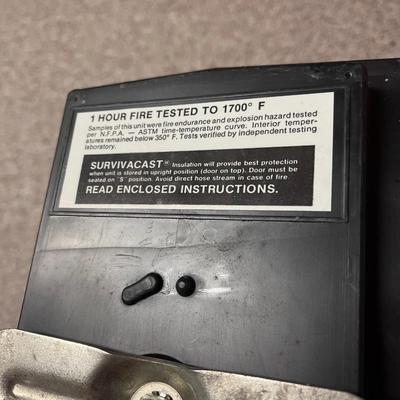 1 HOUR FIRE TESTED TO 1700° F
Samples of this unit were fire endurance and explosion hazard tested
per N.F.P.A. — ASTM time-temperature curve. Interior temper-
atures remained below 350° F. Tests verified by independent testing
laboratory.
SURVIVACAST® Insulation will provide best protection
when unit is stored in upright position (door on top). Door must be
seated on "S" position. Avoid direct hose stream in case of fire.
READ ENCLOSED INSTRUCTIONS.